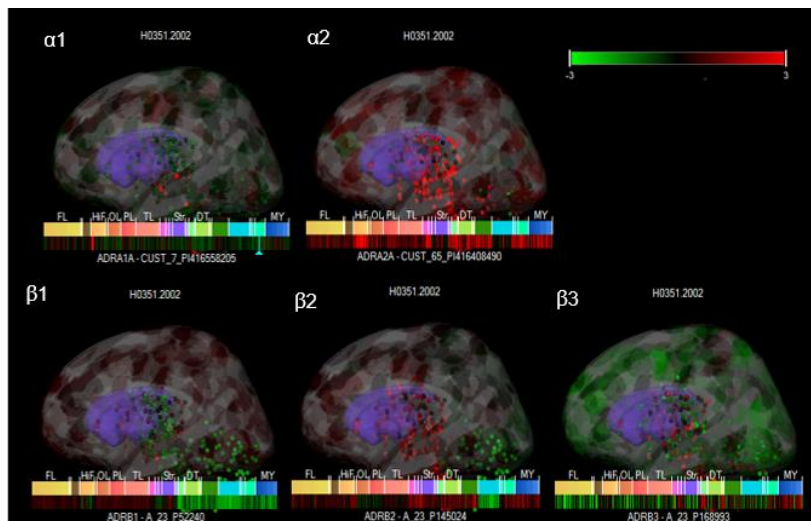 α1
H0351.2002
α2
H0351.2002
-3
3
FL HiF OL PL TL Str DT MY
ADRA1A - CUST_7_PI416558205
FL HiF OL PL TL Str DT MY
ADRA2A - CUST_65_PI416408490
β1
H0351.2002
β2
H0351.2002
β3
H0351.2002
FL HiF OL PL TL Str DT MY
ADRB1 - A_23_P52240
FL HiF OL PL TL Str DT MY
ADRB2 - A_23_P145024
FL HiF OL PL TL Str DT MY
ADRB3 - A_23_P168993